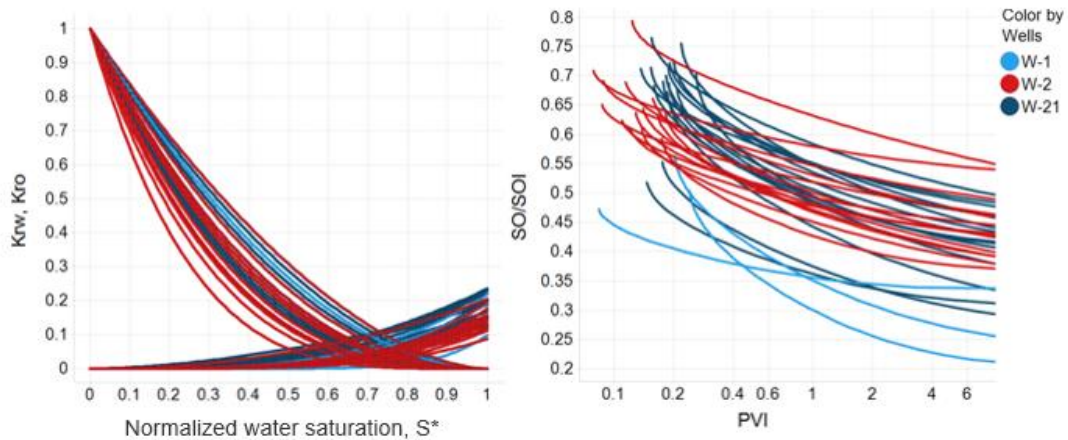 1
0.9
0.8
0.7
0.6
0.5
0.4
0.3
0.2
0.1
0
Krw, Kro
0 0.1 0.2 0.3 0.4 0.5 0.6 0.7 0.8 0.9 1
Normalized water saturation, S*
0.8
0.75
0.7
0.65
0.6
0.55
0.5
0.45
0.4
0.35
0.3
0.25
0.2
SO/SOI
0.1 0.2 0.4 0.6 1 2 4 6
PVI
Color by
Wells
W-1
W-2
W-21